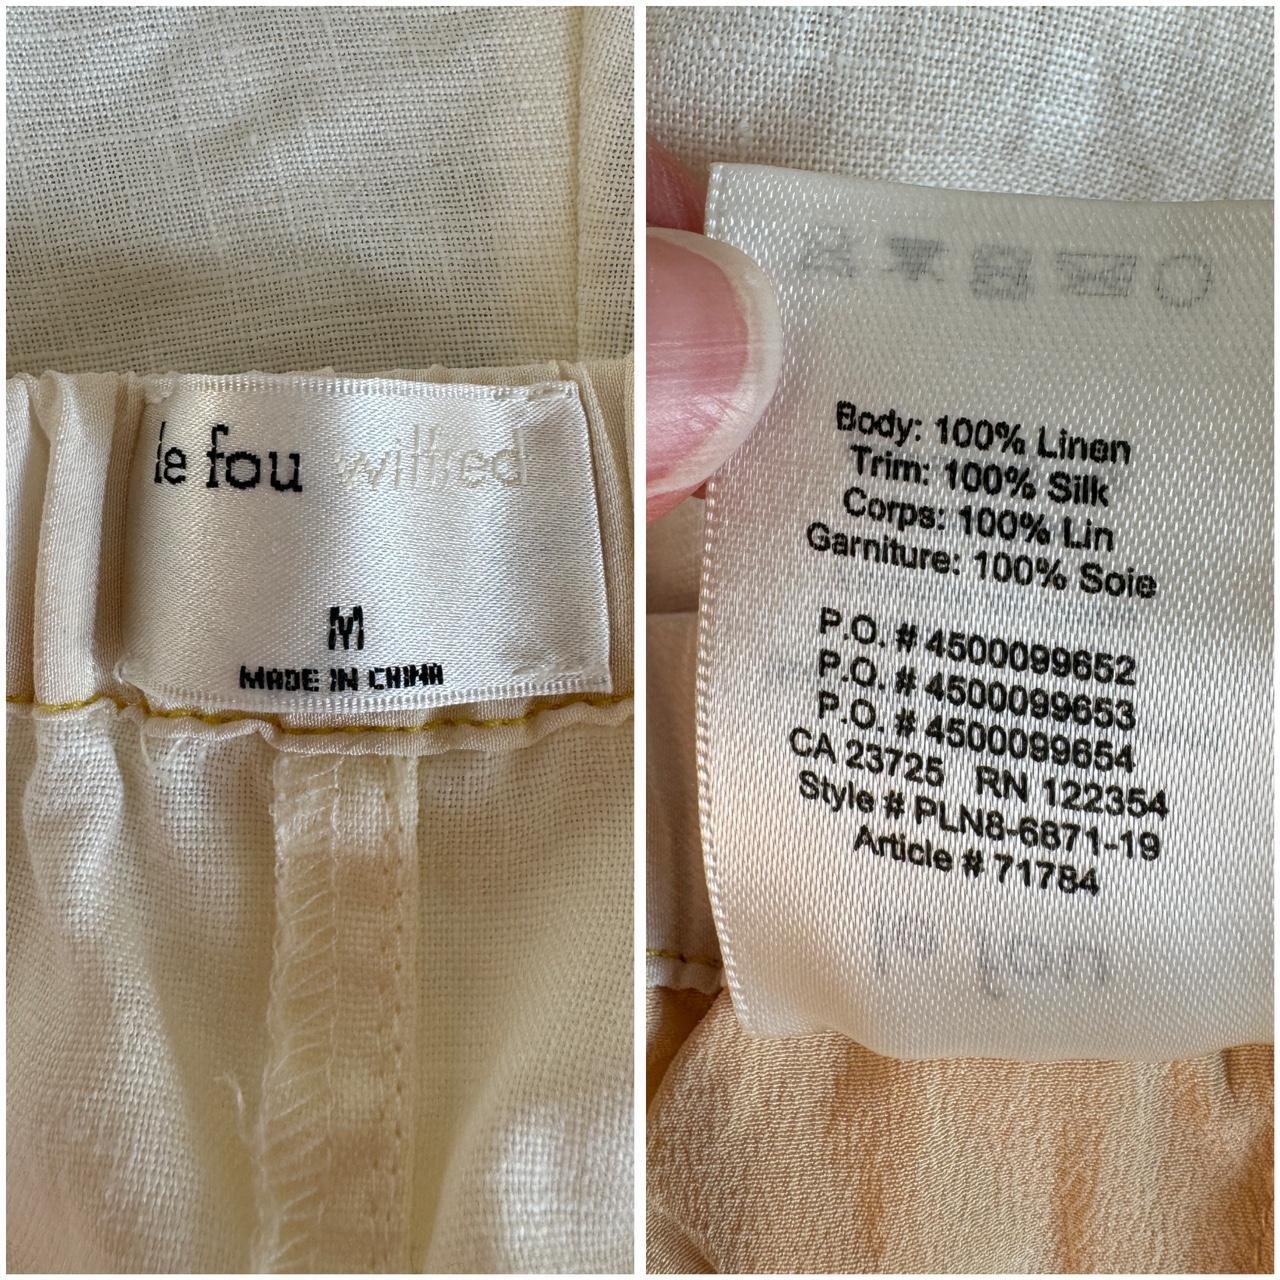 le fou wilfred
M
MADE IN CHINA
Body: 100% Linen
Trim: 100% Silk
Corps: 100% Lin
Garniture: 100% Soie
P.O. # 4500099652
P.O. # 4500099653
P.O. # 4500099654
CA 23725 RN 122354
Style # PLN8-6871-19
Article # 71784